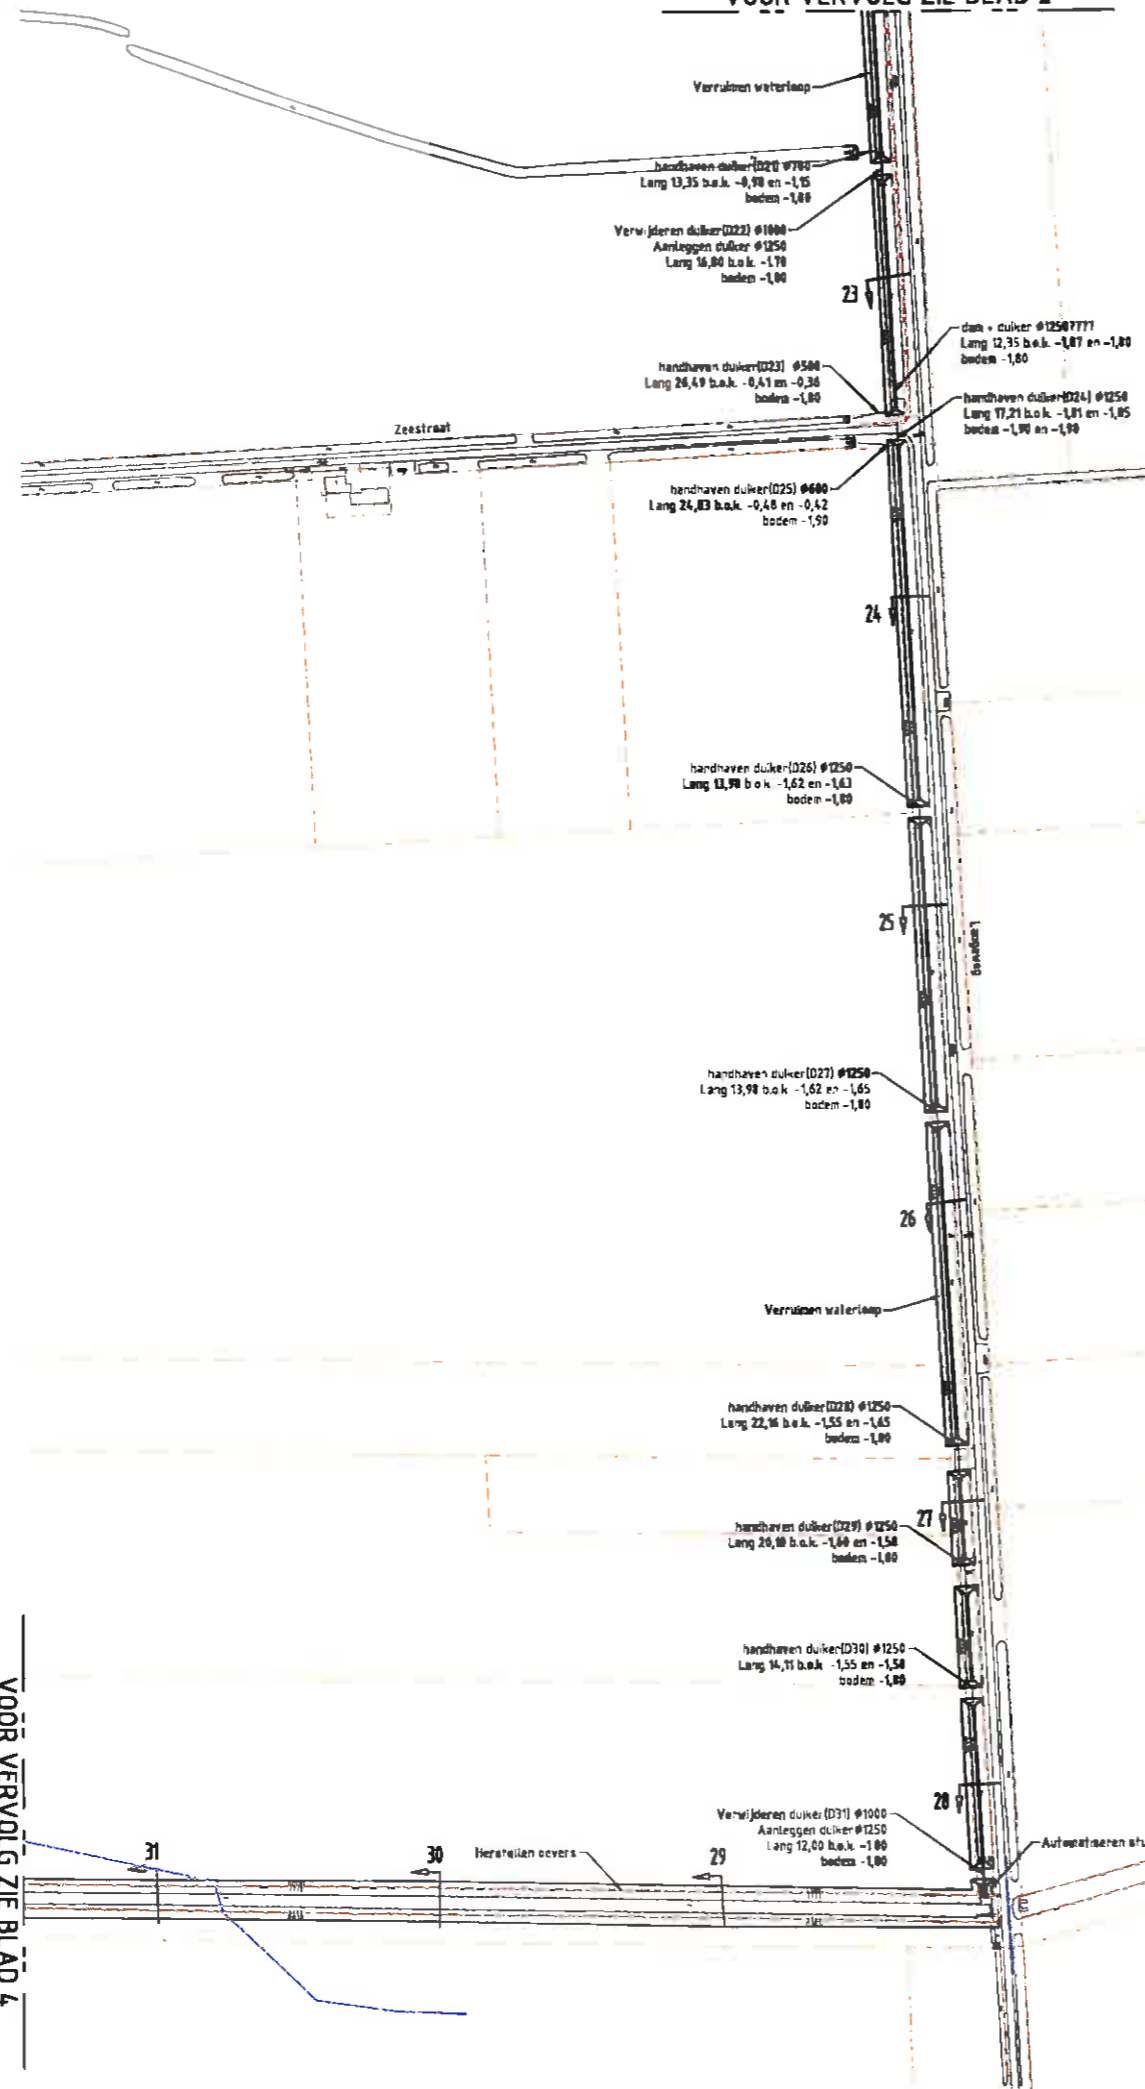 VOOR VERVOLG ZIE BLAD 2
Verruimen waterloop
handhaven duiker(D21) Ø700
Lang 13,35 b.o.k. -0,98 en -1,15
bodem -1,80
Verwijderen duiker(D22) Ø1000
Aanleggen duiker Ø1250
Lang 16,80 b.o.k. -1,70
bodem -1,80
23
dam + duiker Ø1250????
Lang 12,35 b.o.k. -1,87 en -1,80
bodem -1,80
handhaven duiker(D23) Ø500
Lang 26,49 b.o.k. -0,41 en -0,36
bodem -1,80
handhaven duiker(D24) Ø1250
Lang 17,21 b.o.k. -1,81 en -1,85
bodem -1,90 en -1,90
Zeestraat
handhaven duiker(D25) Ø600
Lang 24,83 b.o.k. -0,48 en -0,42
bodem -1,90
24
handhaven duiker(D26) Ø1250
Lang 13,98 b.o.k. -1,62 en -1,63
bodem -1,80
25
Langeweg
handhaven duiker(D27) Ø1250
Lang 13,98 b.o.k. -1,62 en -1,65
bodem -1,80
26
Verruimen waterloop
handhaven duiker(D28) Ø1250
Lang 22,16 b.o.k. -1,55 en -1,65
bodem -1,80
27
handhaven duiker(D29) Ø1250
Lang 20,10 b.o.k. -1,60 en -1,58
bodem -1,80
handhaven duiker(D30) Ø1250
Lang 14,11 b.o.k. -1,55 en -1,58
bodem -1,80
28
Verwijderen duiker(D31) Ø1000
Aanleggen duiker Ø1250
Lang 12,00 b.o.k. -1,80
bodem -1,80
Automatiseren stu
31
30
Herstellen oevers
29
VOOR VERVOLG ZIE BLAD 4